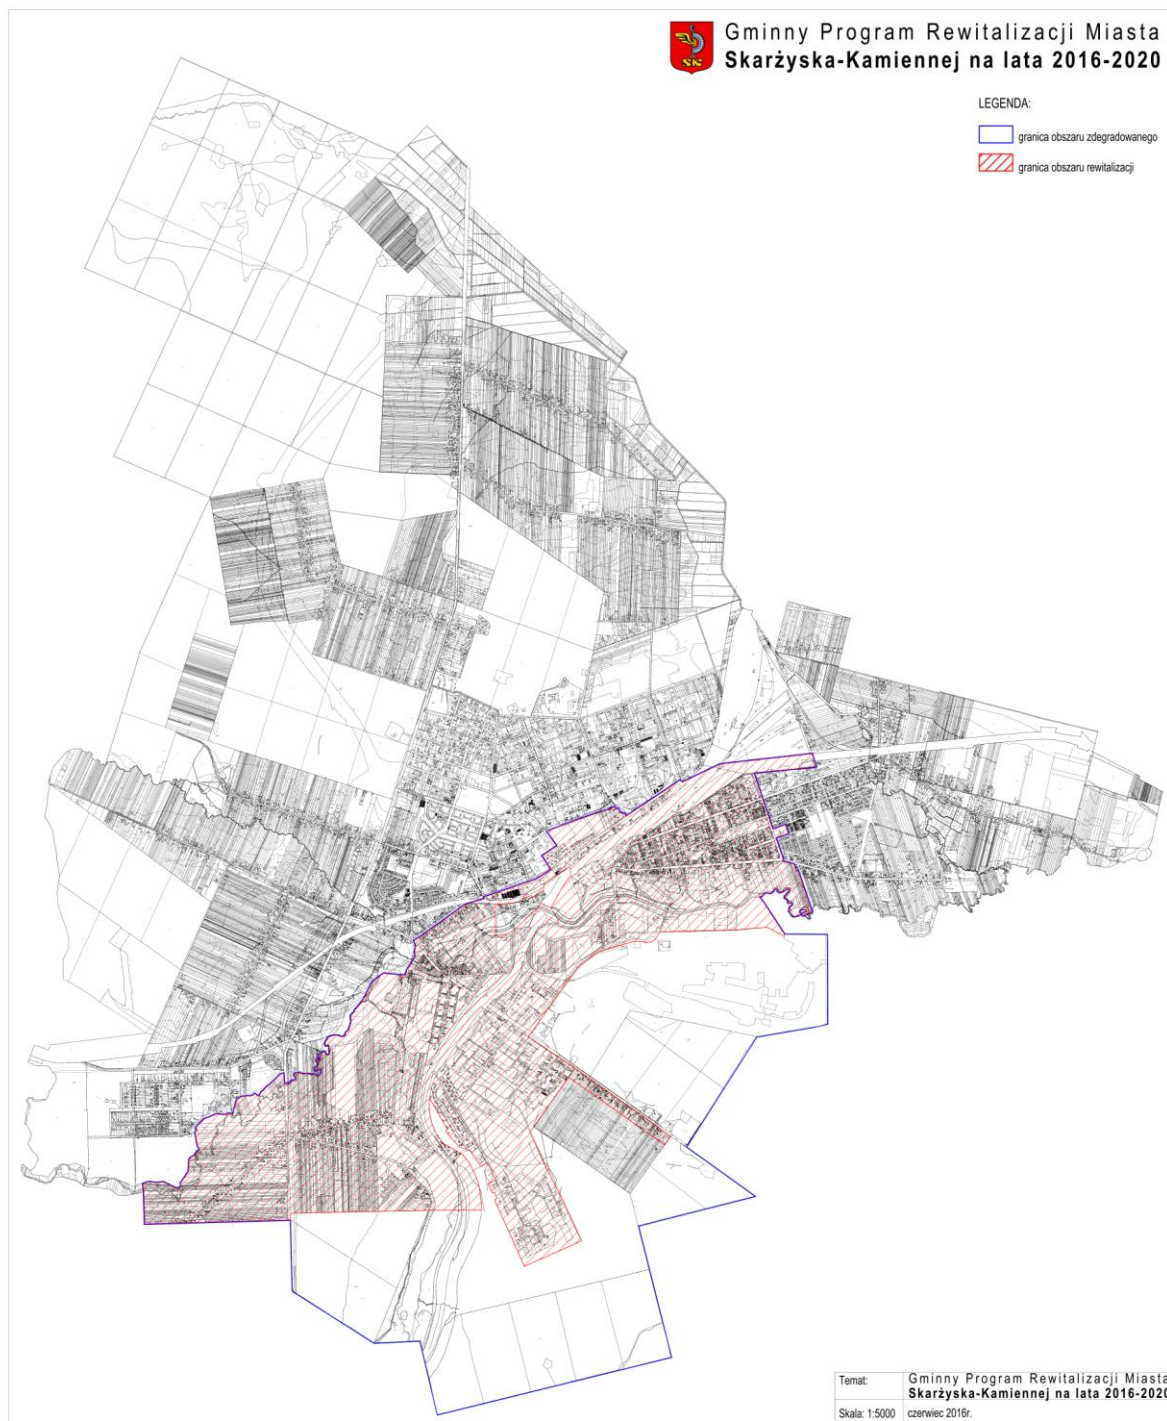 Gminny Program Rewitalizacji Miasta
Skarżyska-Kamiennej na lata 2016-2020
SK
LEGENDA:
granica obszaru zdegradowanego
granica obszaru rewitalizacji
Temat: Gminny Program Rewitalizacji Miasta
Skarżyska-Kamiennej na lata 2016-2020
Skala: 1:5000 czerwiec 2016r.